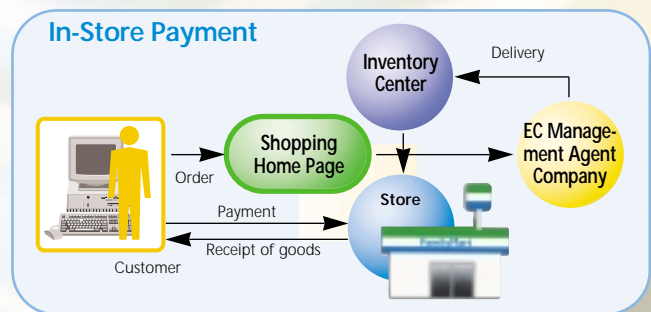 In-Store Payment
Inventory
Center
Delivery
Shopping
Home Page
EC Manage-
ment Agent
Company
Order
Store
Payment
Receipt of goods
Customer
FamilyMart